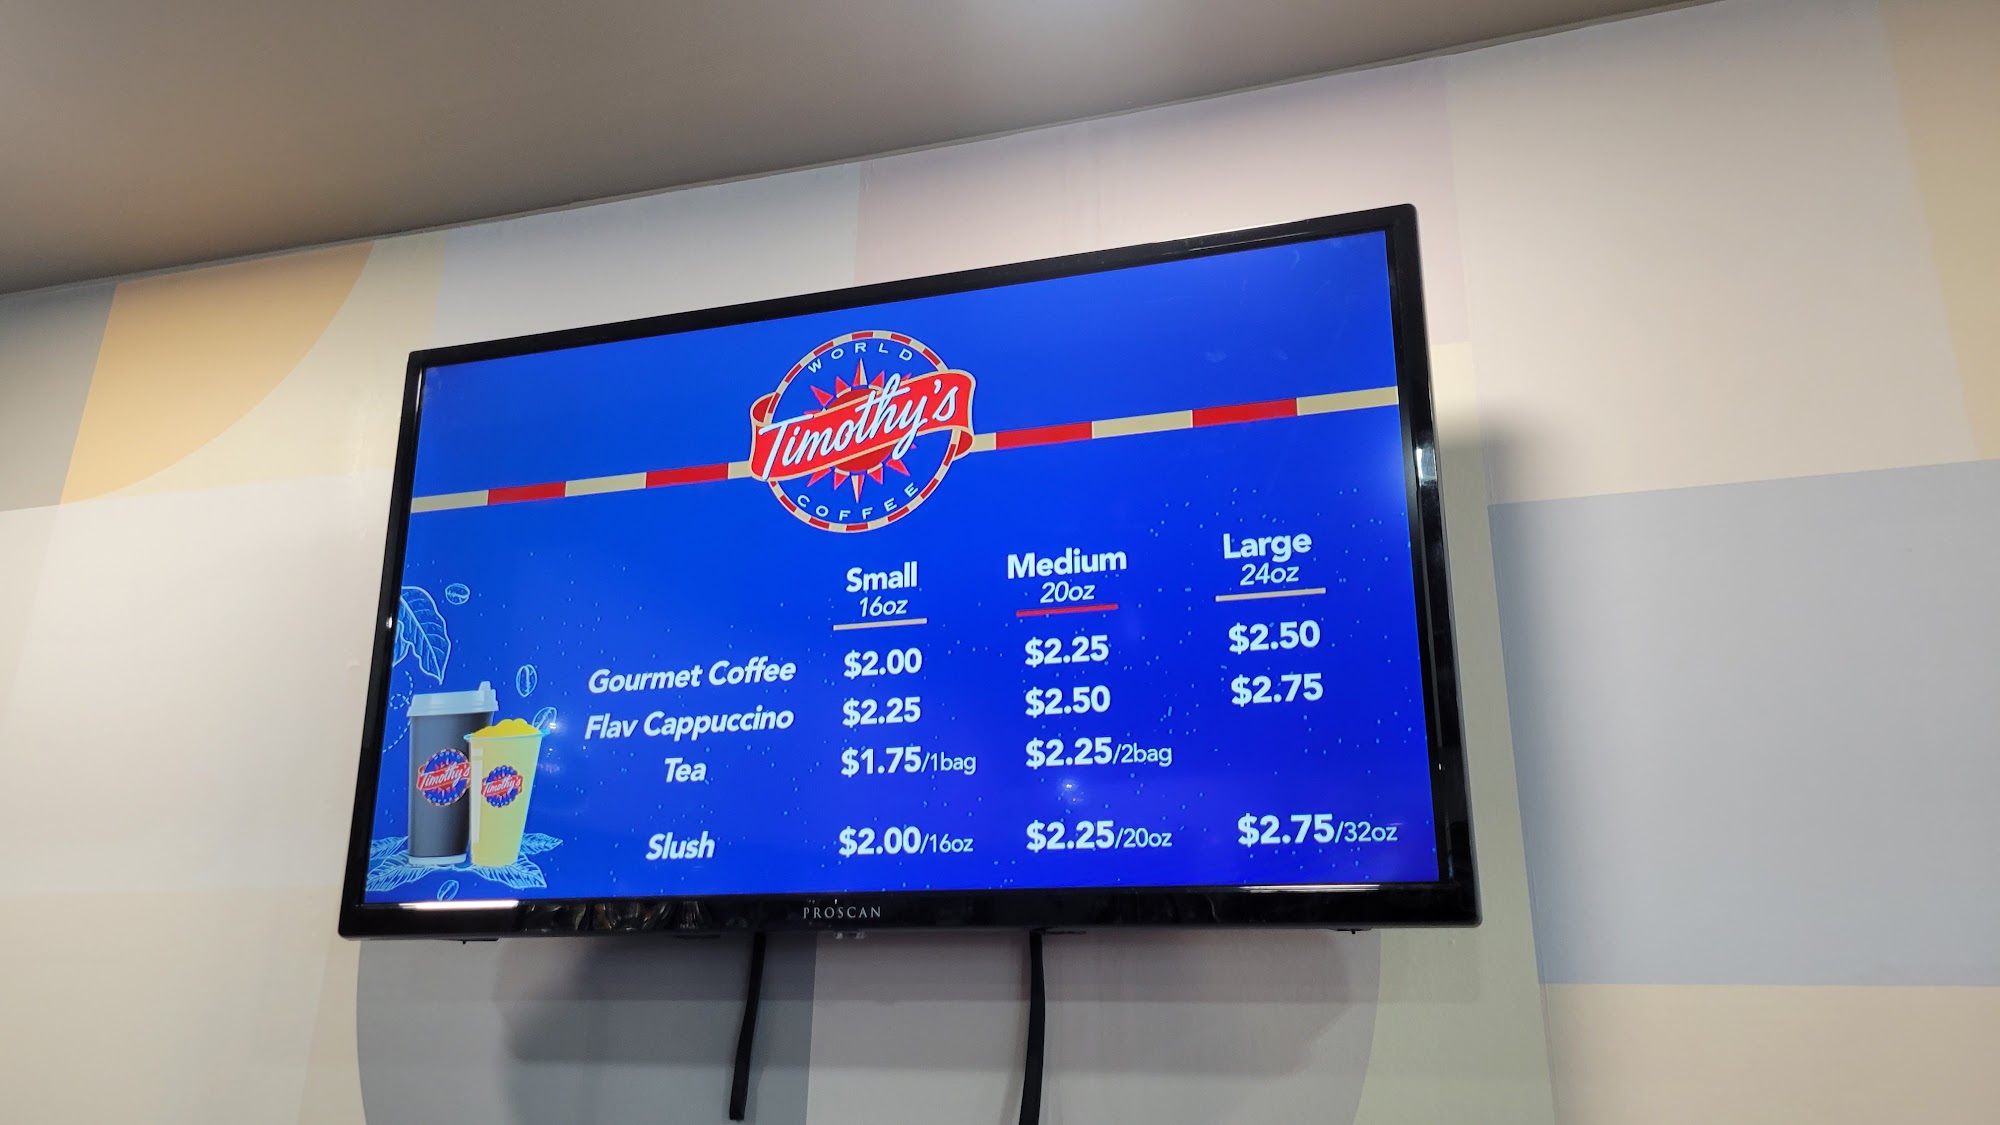 WORLD
Timothy's
COFFEE
Small Medium Large
16oz 20oz 24oz
Gourmet Coffee $2.00 $2.25 $2.50
Flav Cappuccino $2.25 $2.50 $2.75
Tea $1.75/1bag $2.25/2bag
Slush $2.00/16oz $2.25/20oz $2.75/32oz
Timothy's
Timothy's
PROSCAN